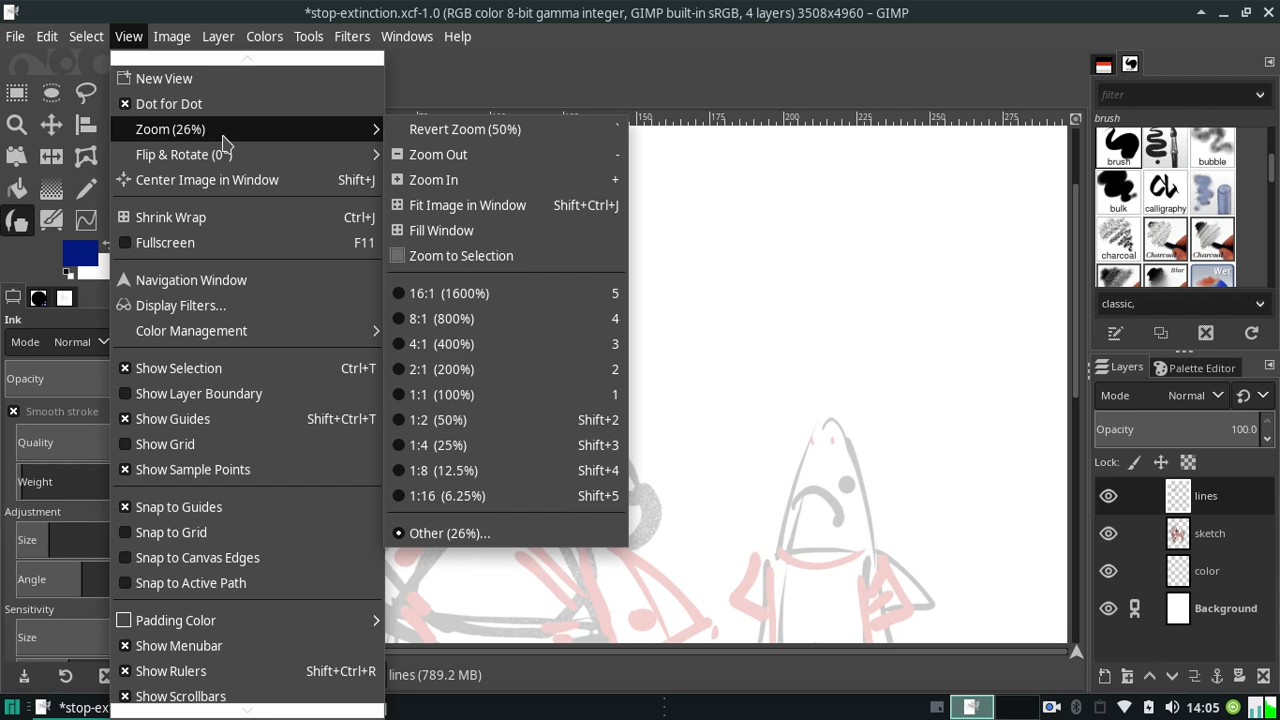 *stop-extinction.xcf-1.0 (RGB color 8-bit gamma integer, GIMP built-in sRGB, 4 layers) 3508x4960 – GIMP
File Edit Select View Image Layer Colors Tools Filters Windows Help
New View
Dot for Dot
Zoom (26%)
Flip & Rotate (0°)
Center Image in Window Shift+J
Shrink Wrap Ctrl+J
Fullscreen F11
Navigation Window
Display Filters...
Color Management
Show Selection Ctrl+T
Show Layer Boundary
Show Guides Shift+Ctrl+T
Show Grid
Show Sample Points
Snap to Guides
Snap to Grid
Snap to Canvas Edges
Snap to Active Path
Padding Color
Show Menubar
Show Rulers Shift+Ctrl+R
Show Scrollbars
Revert Zoom (50%) `
Zoom Out -
Zoom In +
Fit Image in Window Shift+Ctrl+J
Fill Window
Zoom to Selection
16:1 (1600%) 5
8:1 (800%) 4
4:1 (400%) 3
2:1 (200%) 2
1:1 (100%) 1
1:2 (50%) Shift+2
1:4 (25%) Shift+3
1:8 (12.5%) Shift+4
1:16 (6.25%) Shift+5
Other (26%)...
150 175 200 225 250 275
Ink
Mode Normal
Opacity
Smooth stroke
Quality
Weight
Adjustment
Size
Angle
Sensitivity
Size
lines (789.2 MB)
filter
brush
brush bubble
bulk calligraphy
charcoal Charcoal Charcoal
Blur Wet
classic,
Layers Palette Editor
Mode Normal
Opacity 100.0
Lock:
lines
sketch
color
Background
*stop-ex
14:05